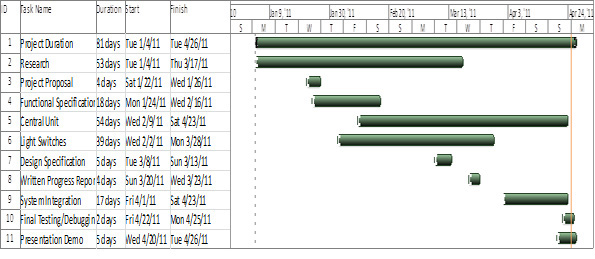 ID Task Name Duration Start Finish
'10 Jan 9, '11 Jan 30, '11 Feb 20, '11 Mar 13, '11 Apr 3, '11 Apr 24, '11
S M T W T F S S M T W T F S S M
1 Project Duration 81 days Tue 1/4/11 Tue 4/26/11
2 Research 53 days Tue 1/4/11 Thu 3/17/11
3 Project Proposal 4 days Sat 1/22/11 Wed 1/26/11
4 Functional Specification 18 days Mon 1/24/11 Wed 2/16/11
5 Central Unit 54 days Wed 2/9/11 Sat 4/23/11
6 Light Switches 39 days Wed 2/2/11 Mon 3/28/11
7 Design Specification 5 days Tue 3/8/11 Sun 3/13/11
8 Written Progress Repor 4 days Sun 3/20/11 Wed 3/23/11
9 System Integration 17 days Fri 4/1/11 Sat 4/23/11
10 Final Testing/Debuggin 2 days Fri 4/22/11 Mon 4/25/11
11 Presentation Demo 5 days Wed 4/20/11 Tue 4/26/11